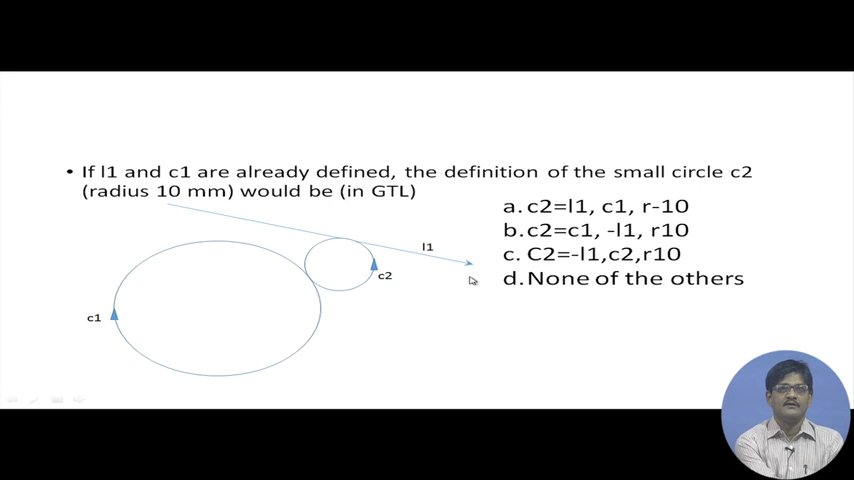 • If l1 and c1 are already defined, the definition of the small circle c2
(radius 10 mm) would be (in GTL)
a. c2=l1, c1, r-10
b. c2=c1, -l1, r10
c. C2=-l1,c2,r10
d. None of the others
l1
c2
c1